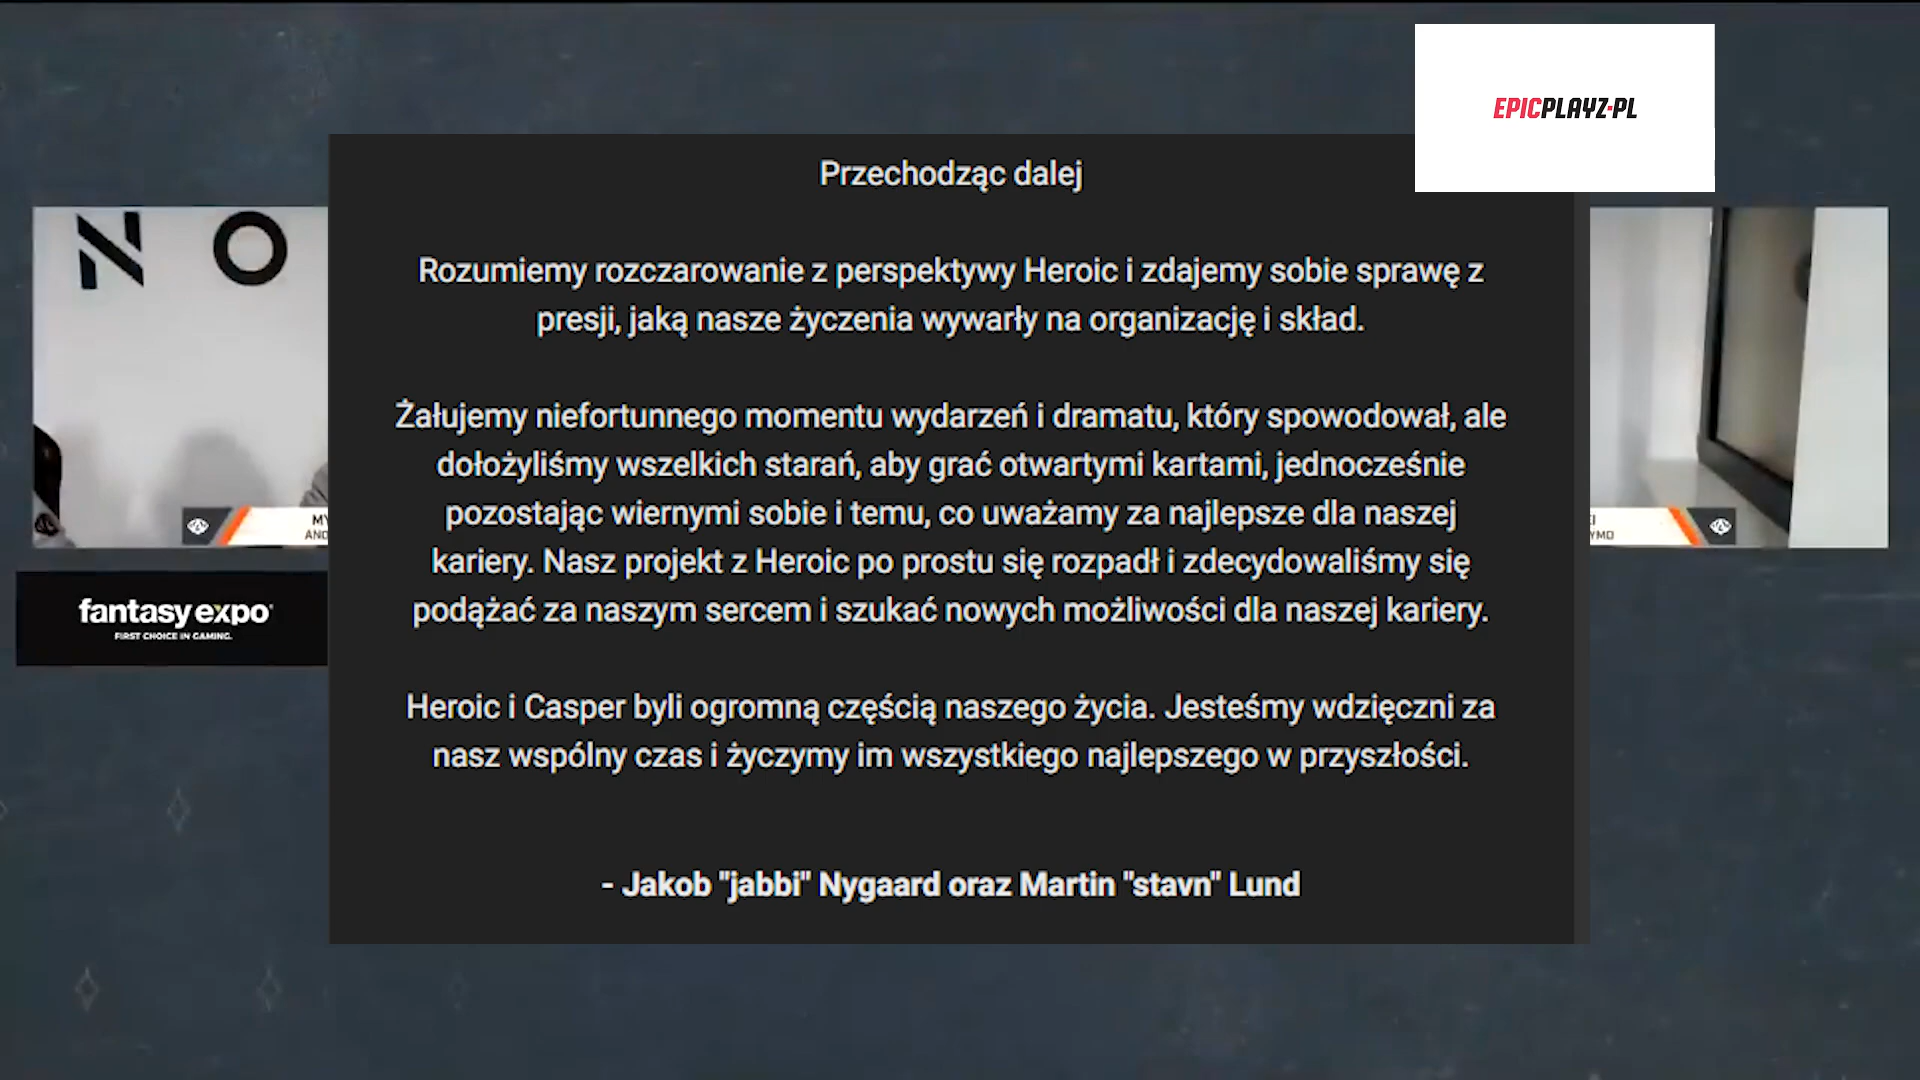 EPICPLAYZ.PL
Przechodząc dalej
Rozumiemy rozczarowanie z perspektywy Heroic i zdajemy sobie sprawę z
presji, jaką nasze życzenia wywarły na organizację i skład.
Żałujemy niefortunnego momentu wydarzeń i dramatu, który spowodował, ale
dołożyliśmy wszelkich starań, aby grać otwartymi kartami, jednocześnie
pozostając wiernymi sobie i temu, co uważamy za najlepsze dla naszej
kariery. Nasz projekt z Heroic po prostu się rozpadł i zdecydowaliśmy się
podążać za naszym sercem i szukać nowych możliwości dla naszej kariery.
Heroic i Casper byli ogromną częścią naszego życia. Jesteśmy wdzięczni za
nasz wspólny czas i życzymy im wszystkiego najlepszego w przyszłości.
- Jakob "jabbi" Nygaard oraz Martin "stavn" Lund
N O
MY
AND
YMO
fantasyexpo
FIRST CHOICE IN GAMING.